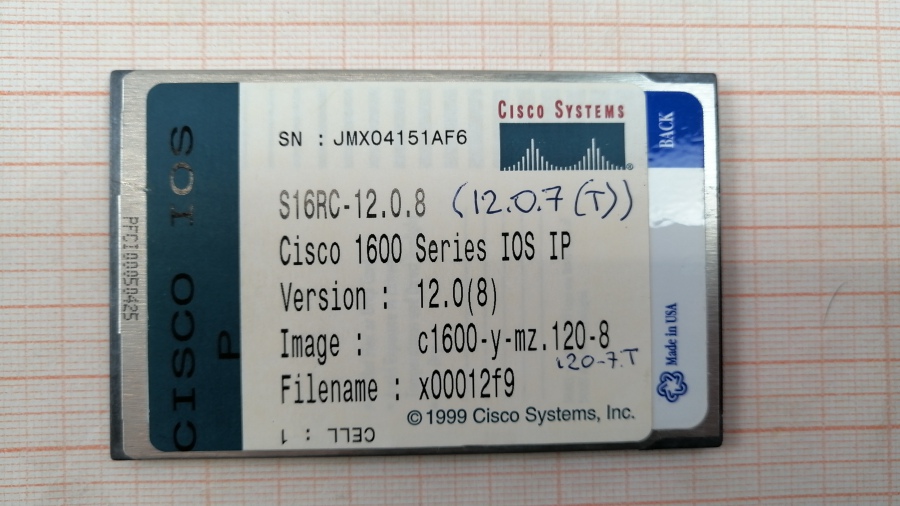 CISCO SYSTEMS
SN : JMX04151AF6
S16RC-12.0.8 (12.0.7 (T))
Cisco 1600 Series IOS IP
Version : 12.0(8)
Image : c1600-y-mz.120-8
120-7.T
Filename : x00012f9
© 1999 Cisco Systems, Inc.
CELL : 1
CISCO IOS
P
PFCI00050425
BACK
Made in USA